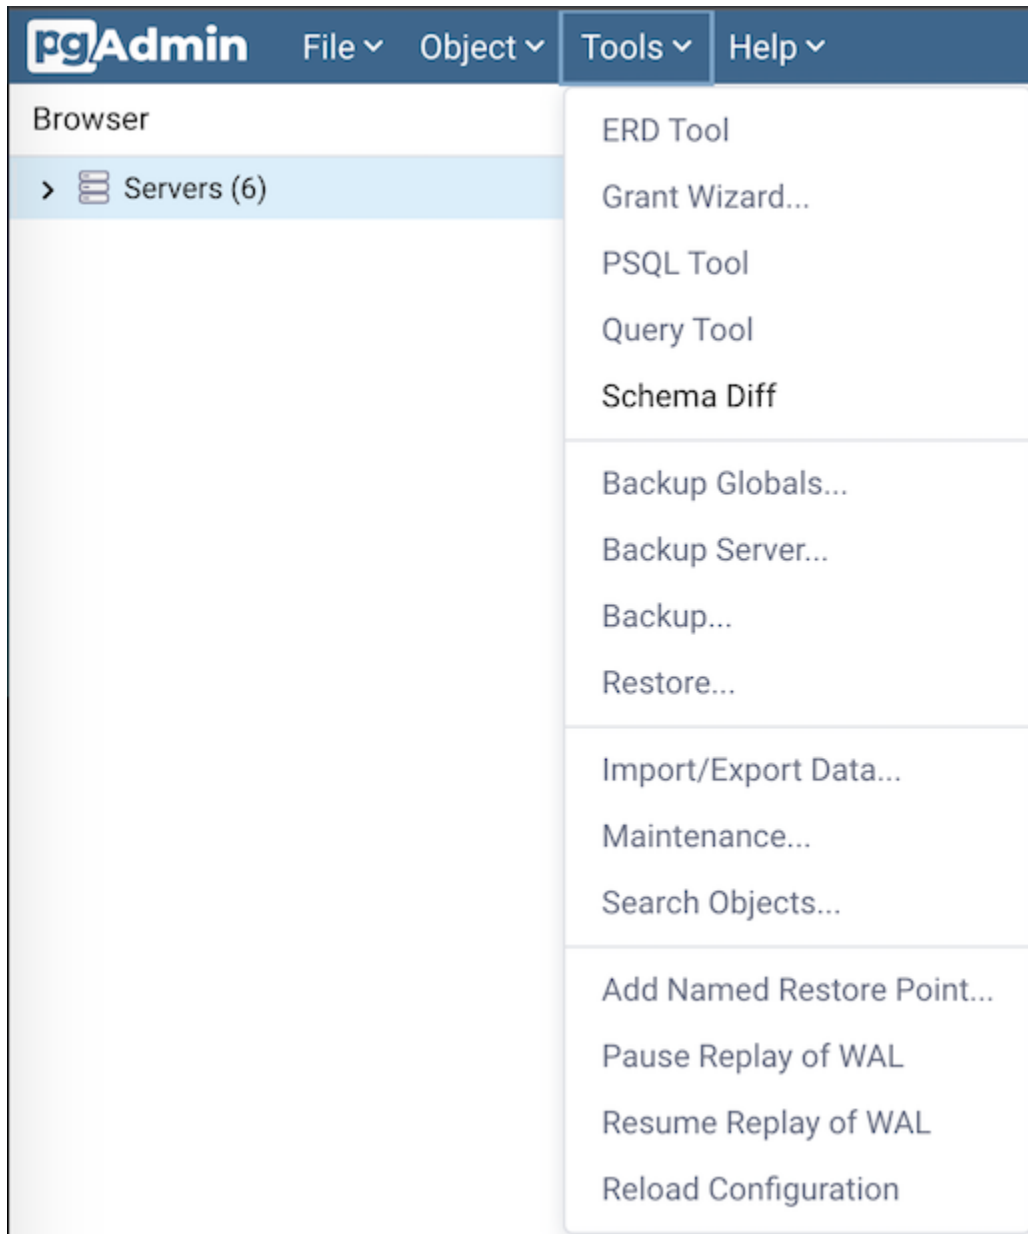 pgAdmin File Object Tools Help
Browser
Servers (6)
ERD Tool
Grant Wizard...
PSQL Tool
Query Tool
Schema Diff
Backup Globals...
Backup Server...
Backup...
Restore...
Import/Export Data...
Maintenance...
Search Objects...
Add Named Restore Point...
Pause Replay of WAL
Resume Replay of WAL
Reload Configuration